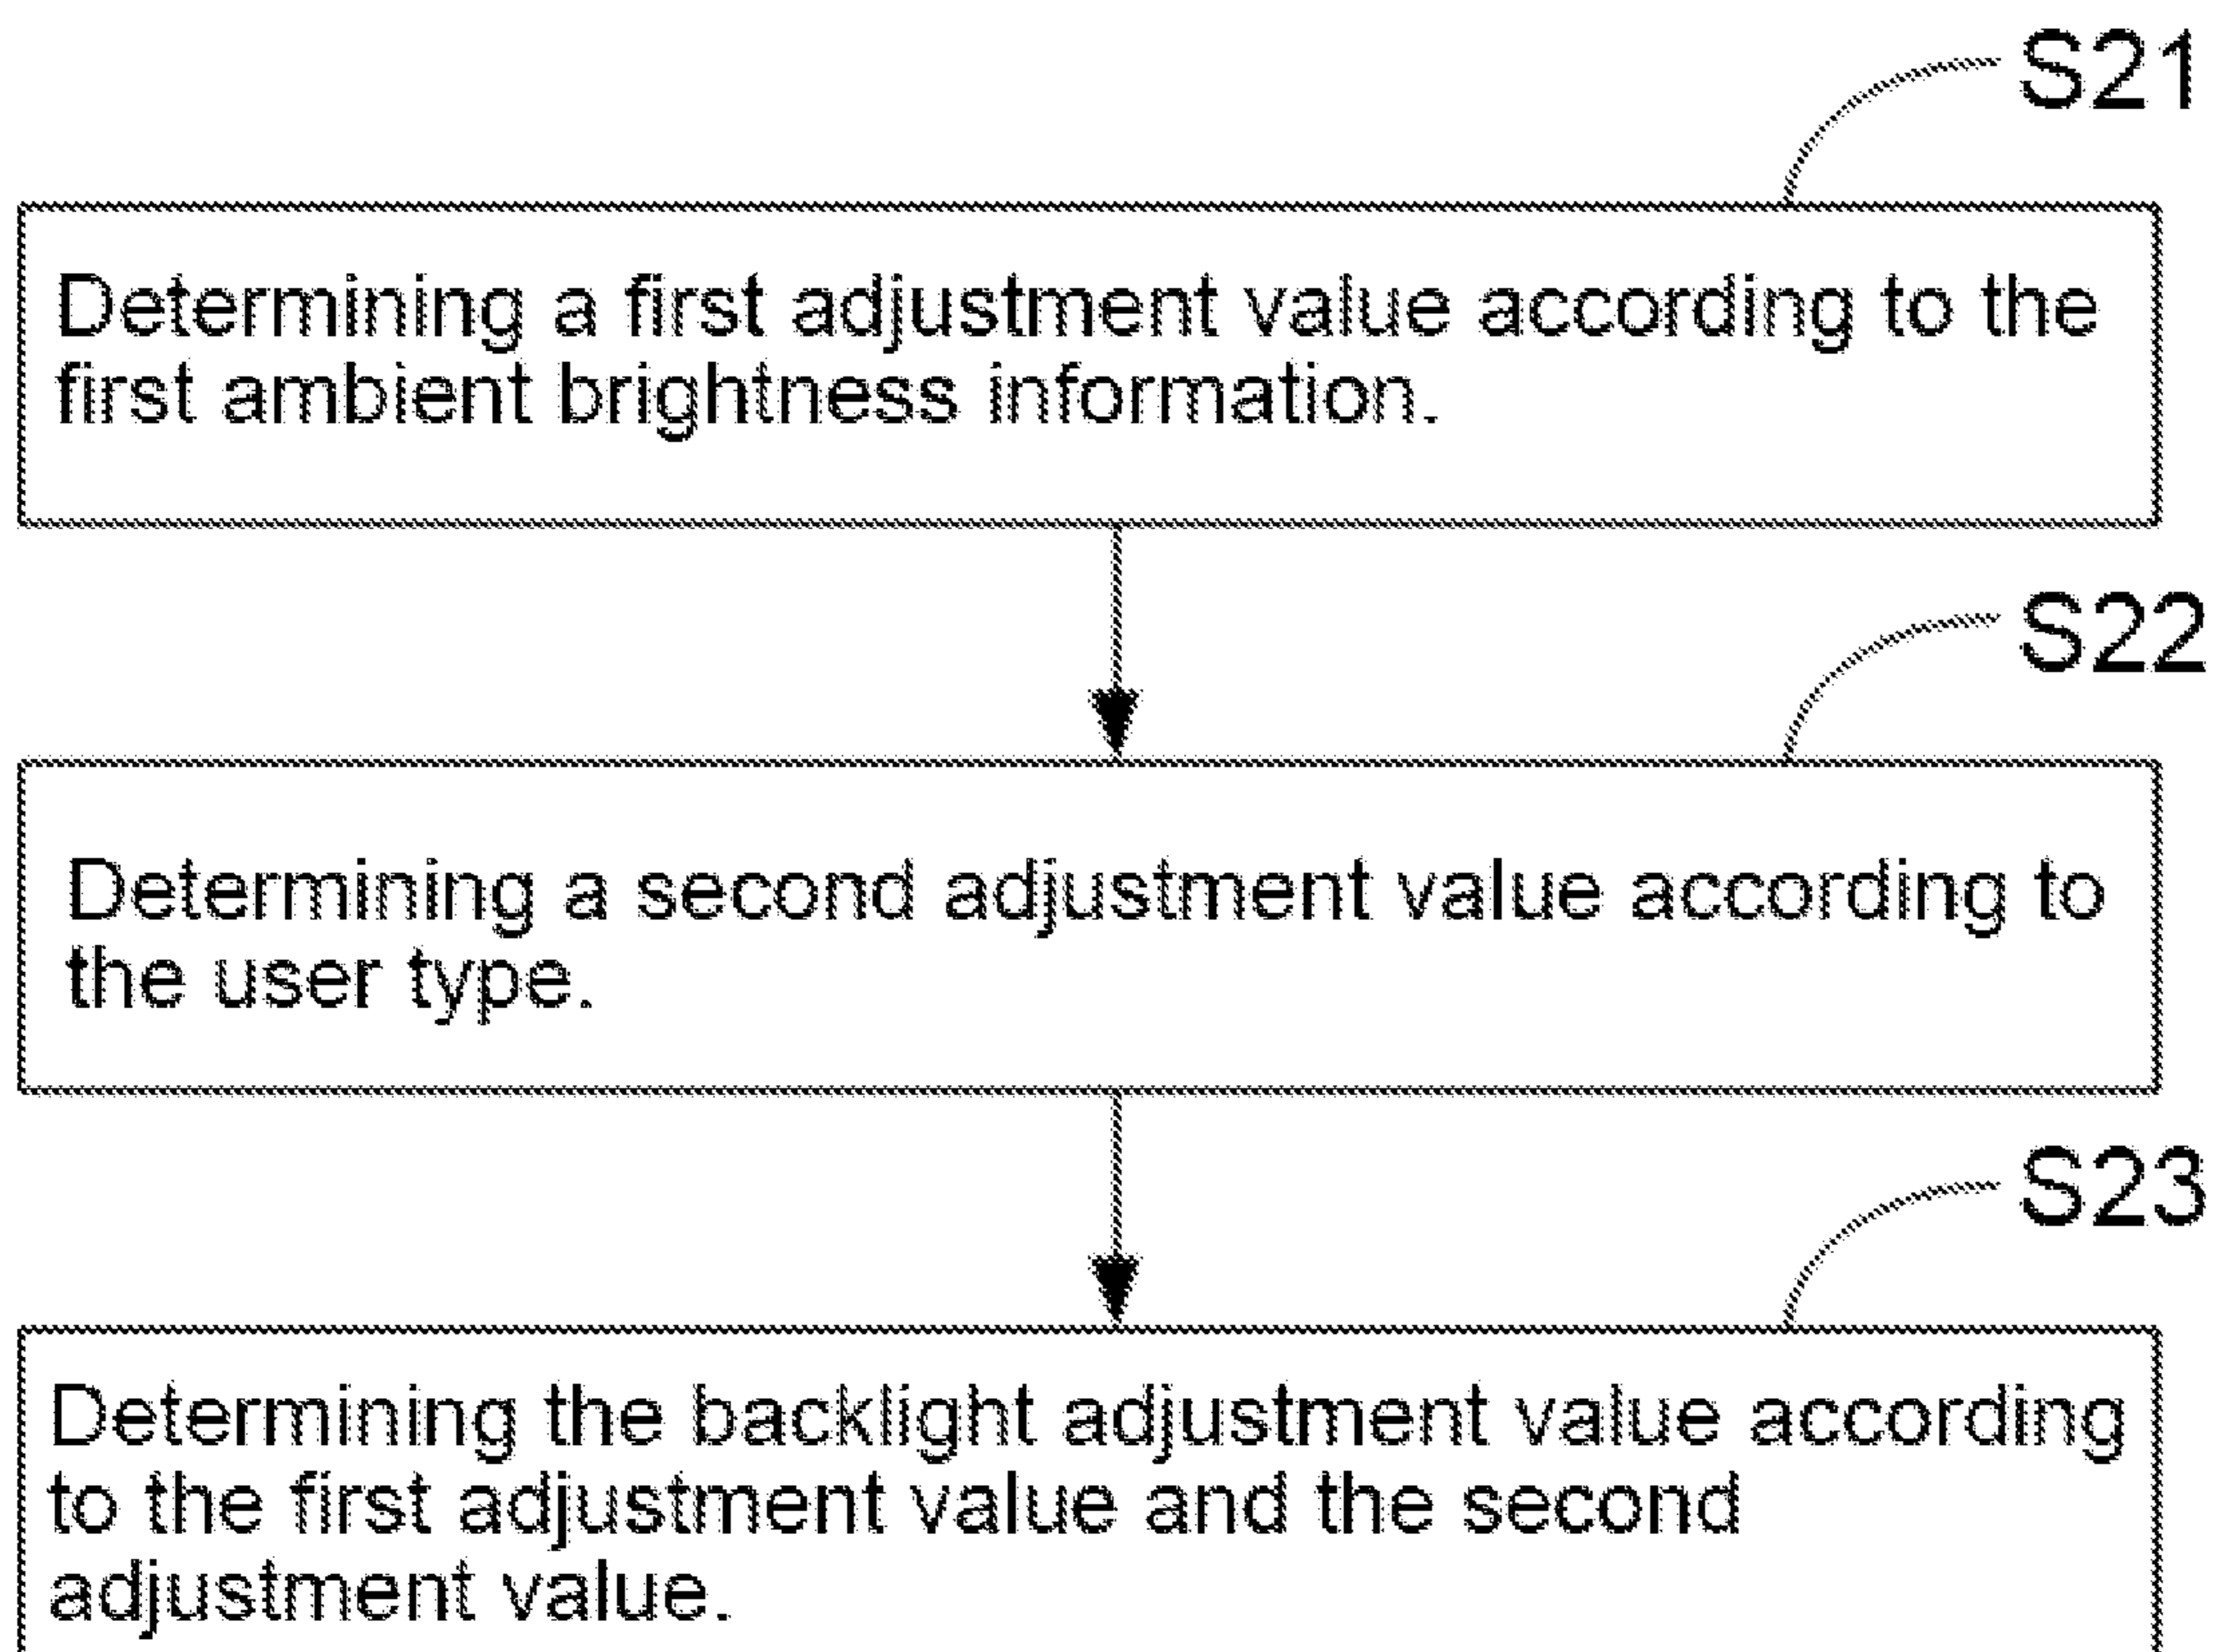 S21
Determining a first adjustment value according to the
first ambient brightness information.
S22
Determining a second adjustment value according to
the user type.
S23
Determining the backlight adjustment value according
to the first adjustment value and the second
adjustment value.